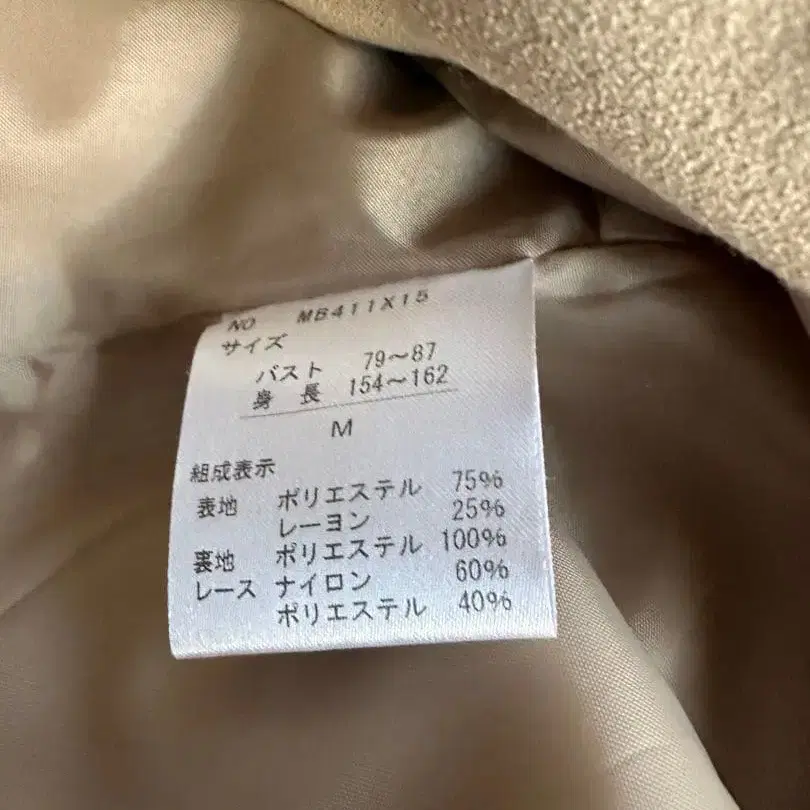 NO MB411X15
サイズ
バスト 79～87
身長 154～162
M
組成表示
表地 ポリエステル 75%
レーヨン 25%
裏地 ポリエステル 100%
レース ナイロン 60%
ポリエステル 40%